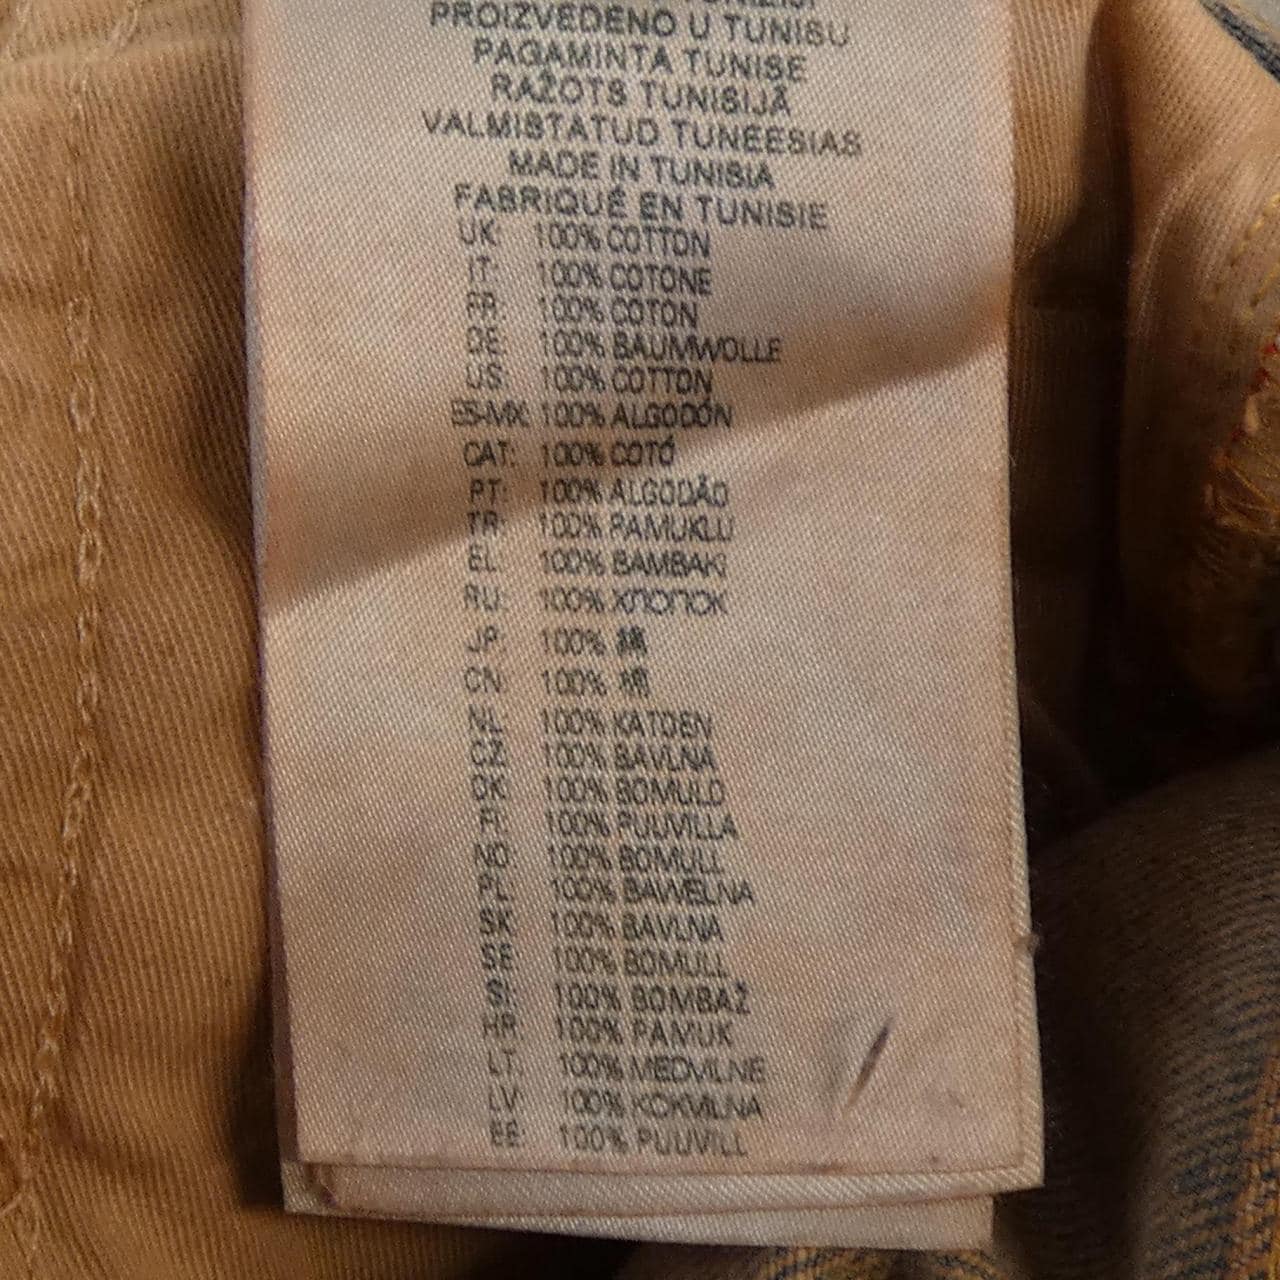 PROIZVEDENO U TUNISU
PAGAMINTA TUNISE
RAŽOTS TUNISIJĀ
VALMISTATUD TUNEESIAS
MADE IN TUNISIA
FABRIQUÉ EN TUNISIE
UK: 100% COTTON
IT: 100% COTONE
FR: 100% COTON
DE: 100% BAUMWOLLE
US: 100% COTTON
ES-MX: 100% ALGODÓN
CAT: 100% COTÓ
PT: 100% ALGODÃO
TR: 100% PAMUKLU
EL: 100% BAMBAKI
RU: 100% ХЛОПОК
JP: 100% 綿
CN: 100% 棉
NL: 100% KATOEN
CZ: 100% BAVLNA
DK: 100% BOMULD
FI: 100% PUUVILLA
NO: 100% BOMULL
PL: 100% BAWELNA
SK: 100% BAVLNA
SE: 100% BOMULL
SI: 100% BOMBAŽ
HR: 100% PAMUK
LT: 100% MEDVILNE
LV: 100% KOKVILNA
EE: 100% PUUVILL